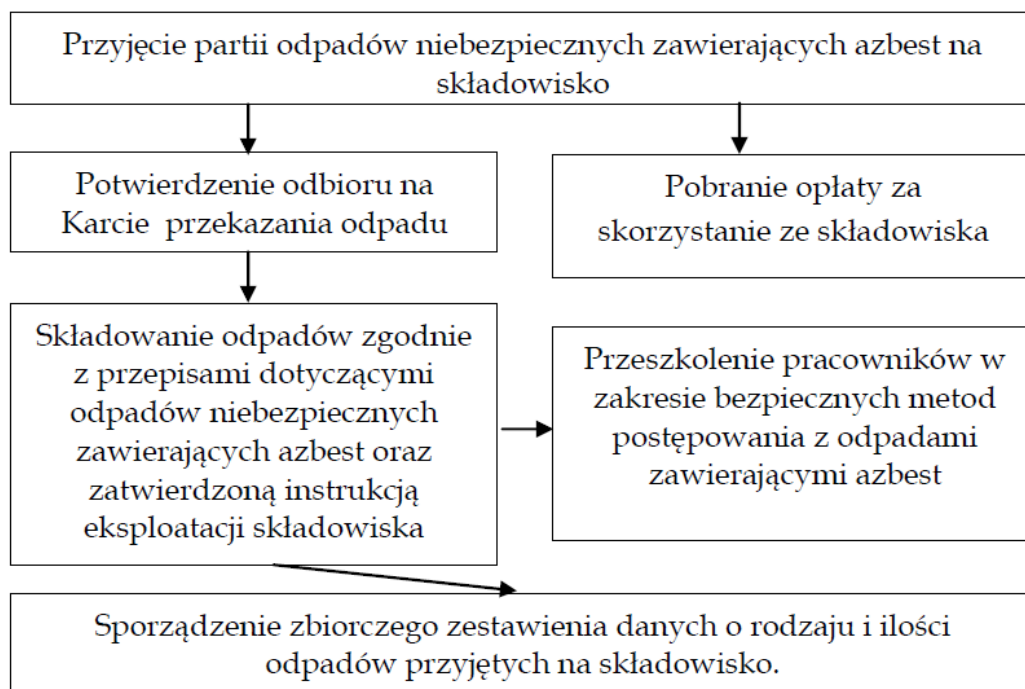 Przyjęcie partii odpadów niebezpiecznych zawierających azbest na
składowisko
Potwierdzenie odbioru na
Karcie przekazania odpadu
Pobranie opłaty za
skorzystanie ze składowiska
Składowanie odpadów zgodnie
z przepisami dotyczącymi
odpadów niebezpiecznych
zawierających azbest oraz
zatwierdzoną instrukcją
eksploatacji składowiska
Przeszkolenie pracowników w
zakresie bezpiecznych metod
postępowania z odpadami
zawierającymi azbest
Sporządzenie zbiorczego zestawienia danych o rodzaju i ilości
odpadów przyjętych na składowisko.